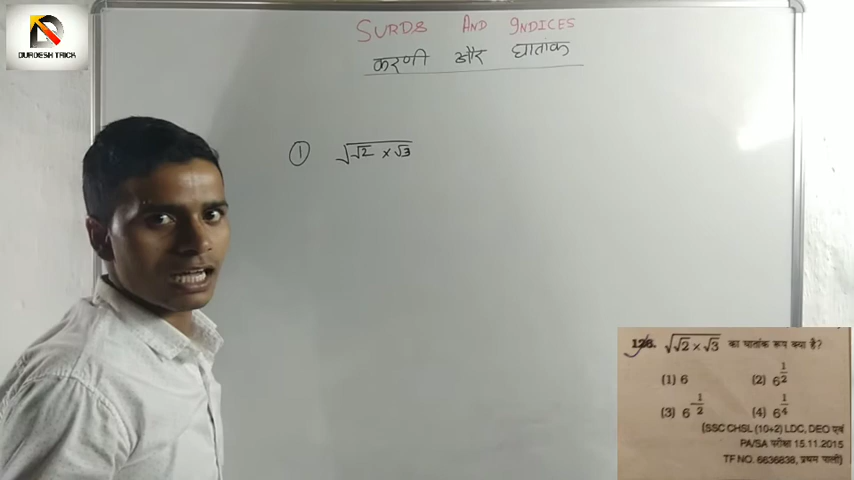 DURGESH TRICK
SURDS AND INDICES
करणी और घाताक
① √(√2 × √3)
128. √(√2 × √3) का घातांक रूप क्या है?
(1) 6 (2) 6^(1/2)
(3) 6^(-1/2) (4) 6^(1/4)
(SSC CHSL (10+2) LDC, DEO एवं
PA/SA परीक्षा 15.11.2015
TF NO. 6636838, प्रथम पाली)